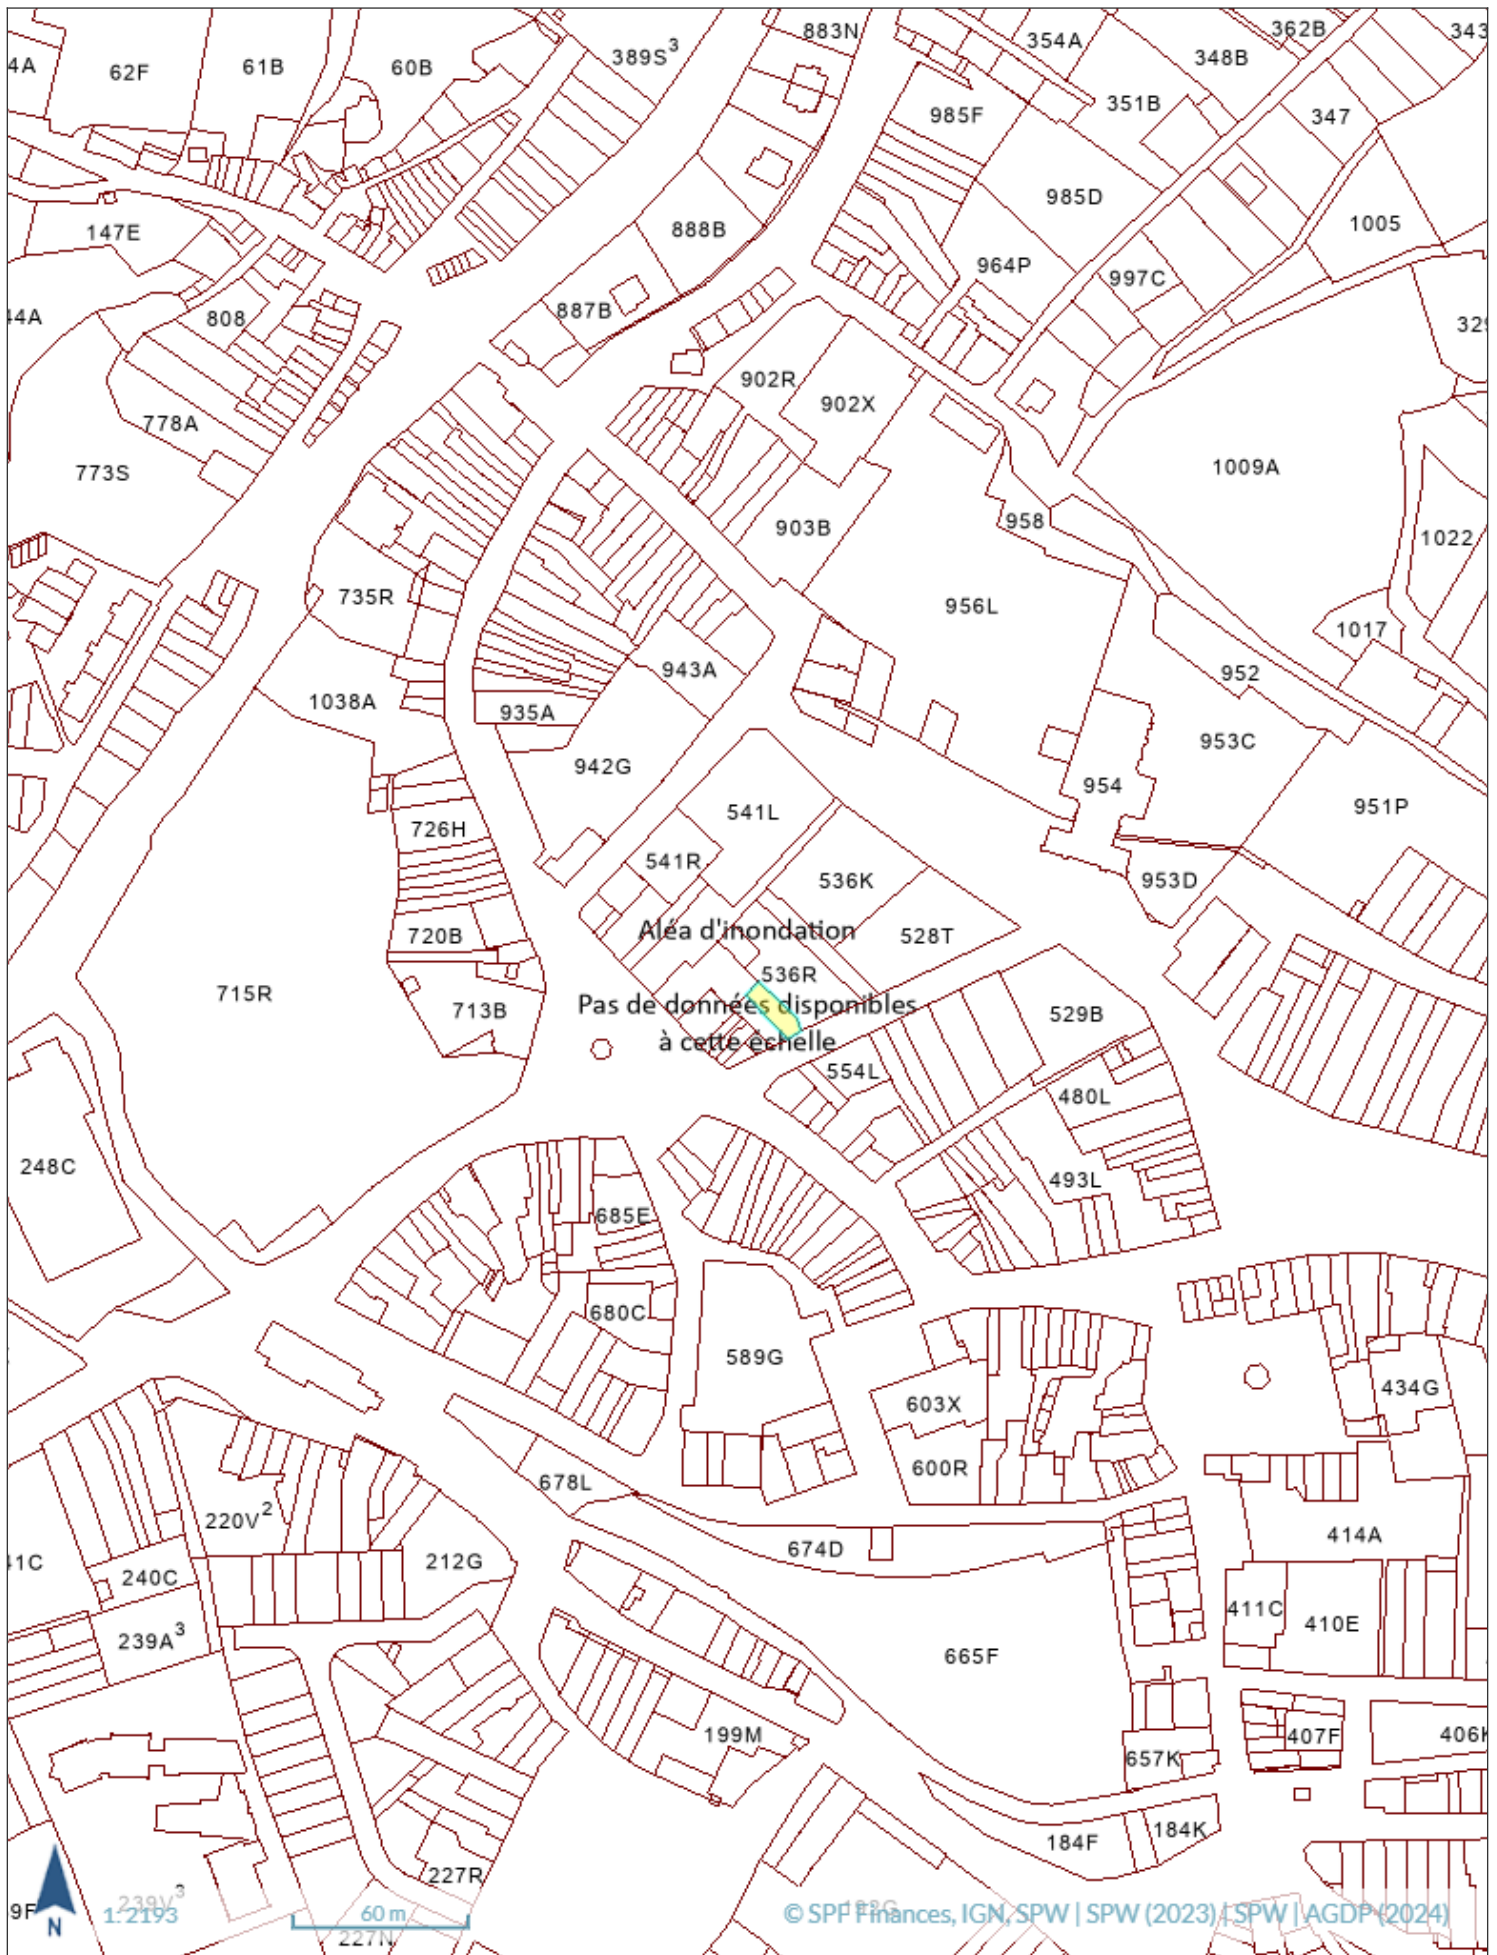 883N
362B
343
389S³
354A
348B
4A
62F
61B
60B
351B
985F
347
985D
1005
147E
888B
964P
997C
887B
44A
808
329
902R
902X
778A
773S
1009A
958
903B
1022
735R
956L
1017
943A
952
1038A
935A
953C
942G
954
951P
541L
726H
541R
536K
953D
Aléa d'inondation
720B
528T
536R
715R
Pas de données disponibles
713B
529B
à cette échelle
554L
480L
248C
493L
685E
680C
589G
434G
603X
600R
678L
220V²
414A
674D
41C
212G
240C
411C
410E
239A³
665F
199M
407F
406K
657K
184F
184K
227R
239V³
9F
1:2193
60 m
192G
© SPF Finances, IGN, SPW | SPW (2023) | SPW | AGDP (2024)
N
227N